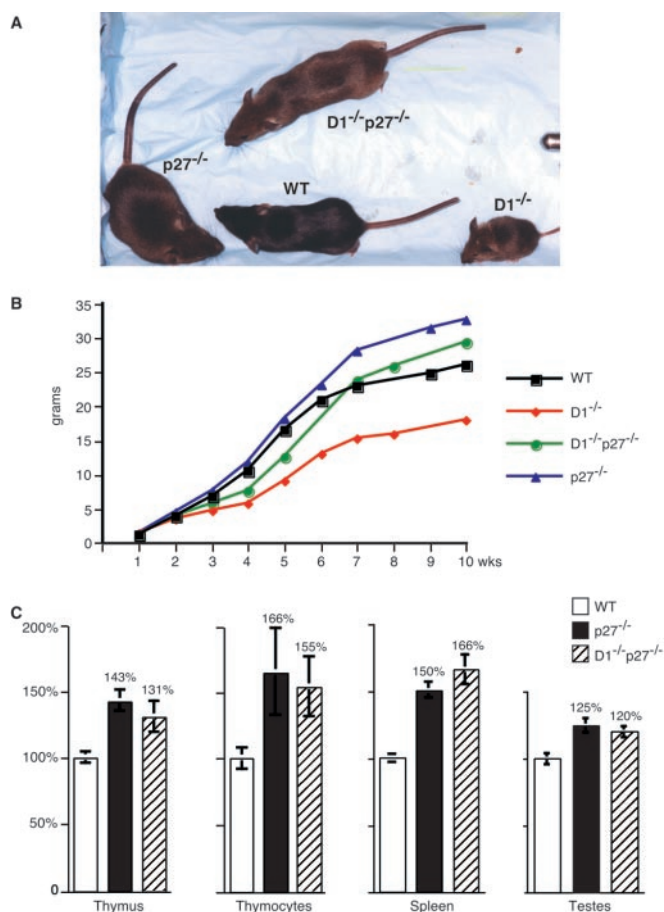 A
D1-/-p27-/-
p27-/-
WT
D1-/-
B
35
30
25
20
15
10
5
0
grams
1 2 3 4 5 6 7 8 9 10 wks
WT
D1-/-
D1-/-p27-/-
p27-/-
C
WT
p27-/-
D1-/-p27-/-
200%
150%
100%
50%
0
143%
131%
Thymus
166%
155%
Thymocytes
150%
166%
Spleen
125%
120%
Testes